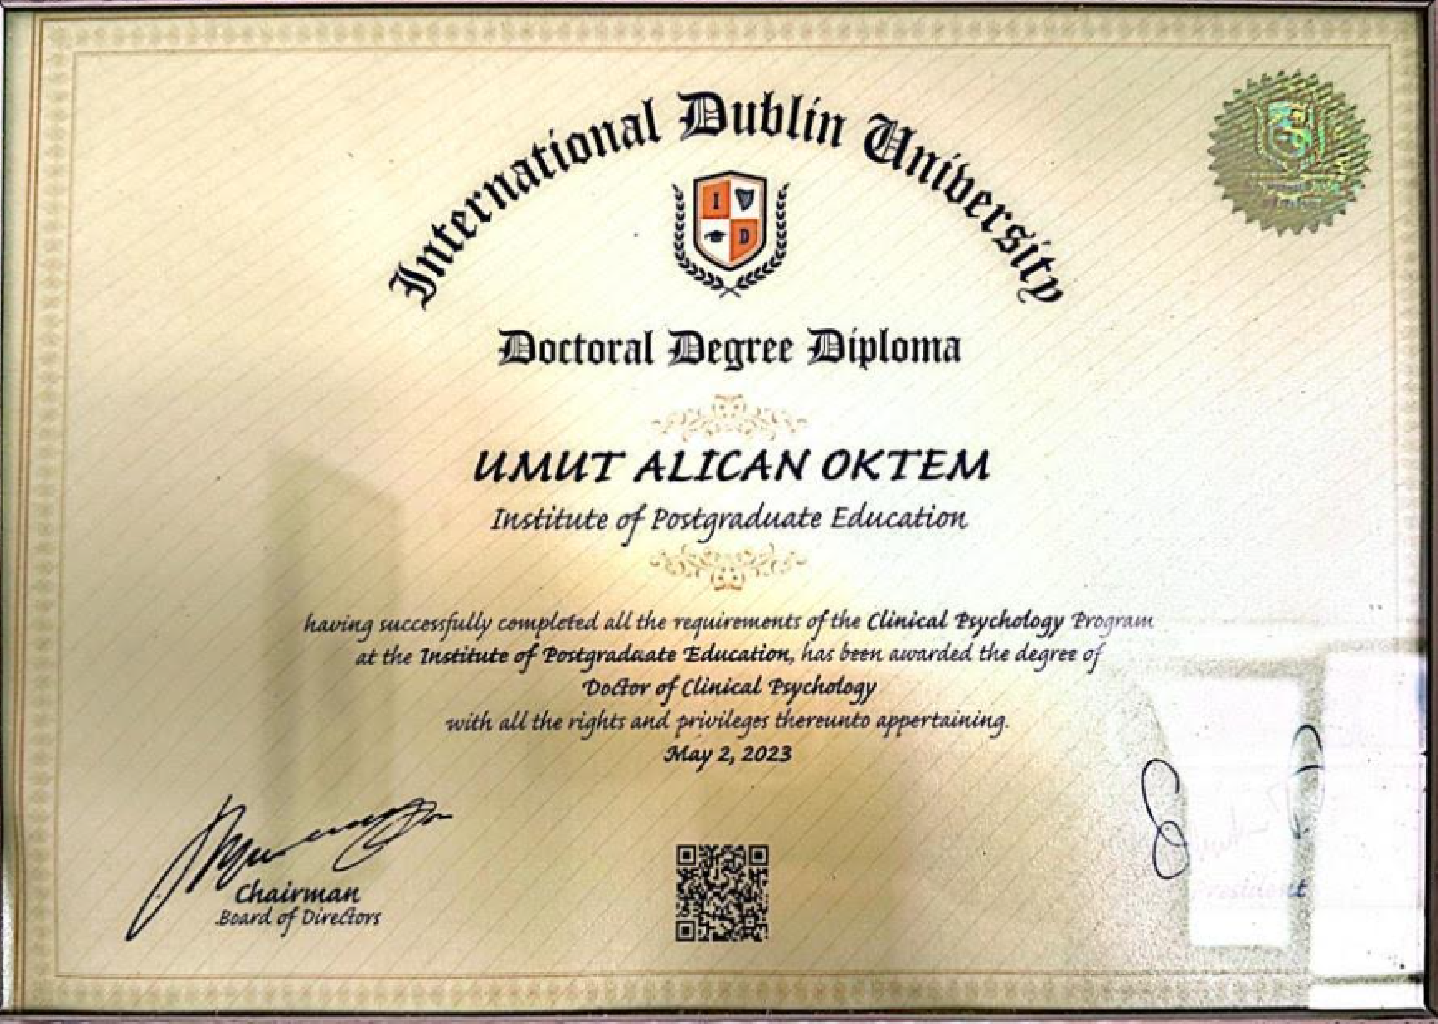 International Dublin University
I
D
Doctoral Degree Diploma
UMUT ALICAN OKTEM
Institute of Postgraduate Education
having successfully completed all the requirements of the Clinical Psychology Program
at the Institute of Postgraduate Education, has been awarded the degree of
Doctor of Clinical Psychology
with all the rights and privileges thereunto appertaining.
May 2, 2023
Chairman
Board of Directors
President